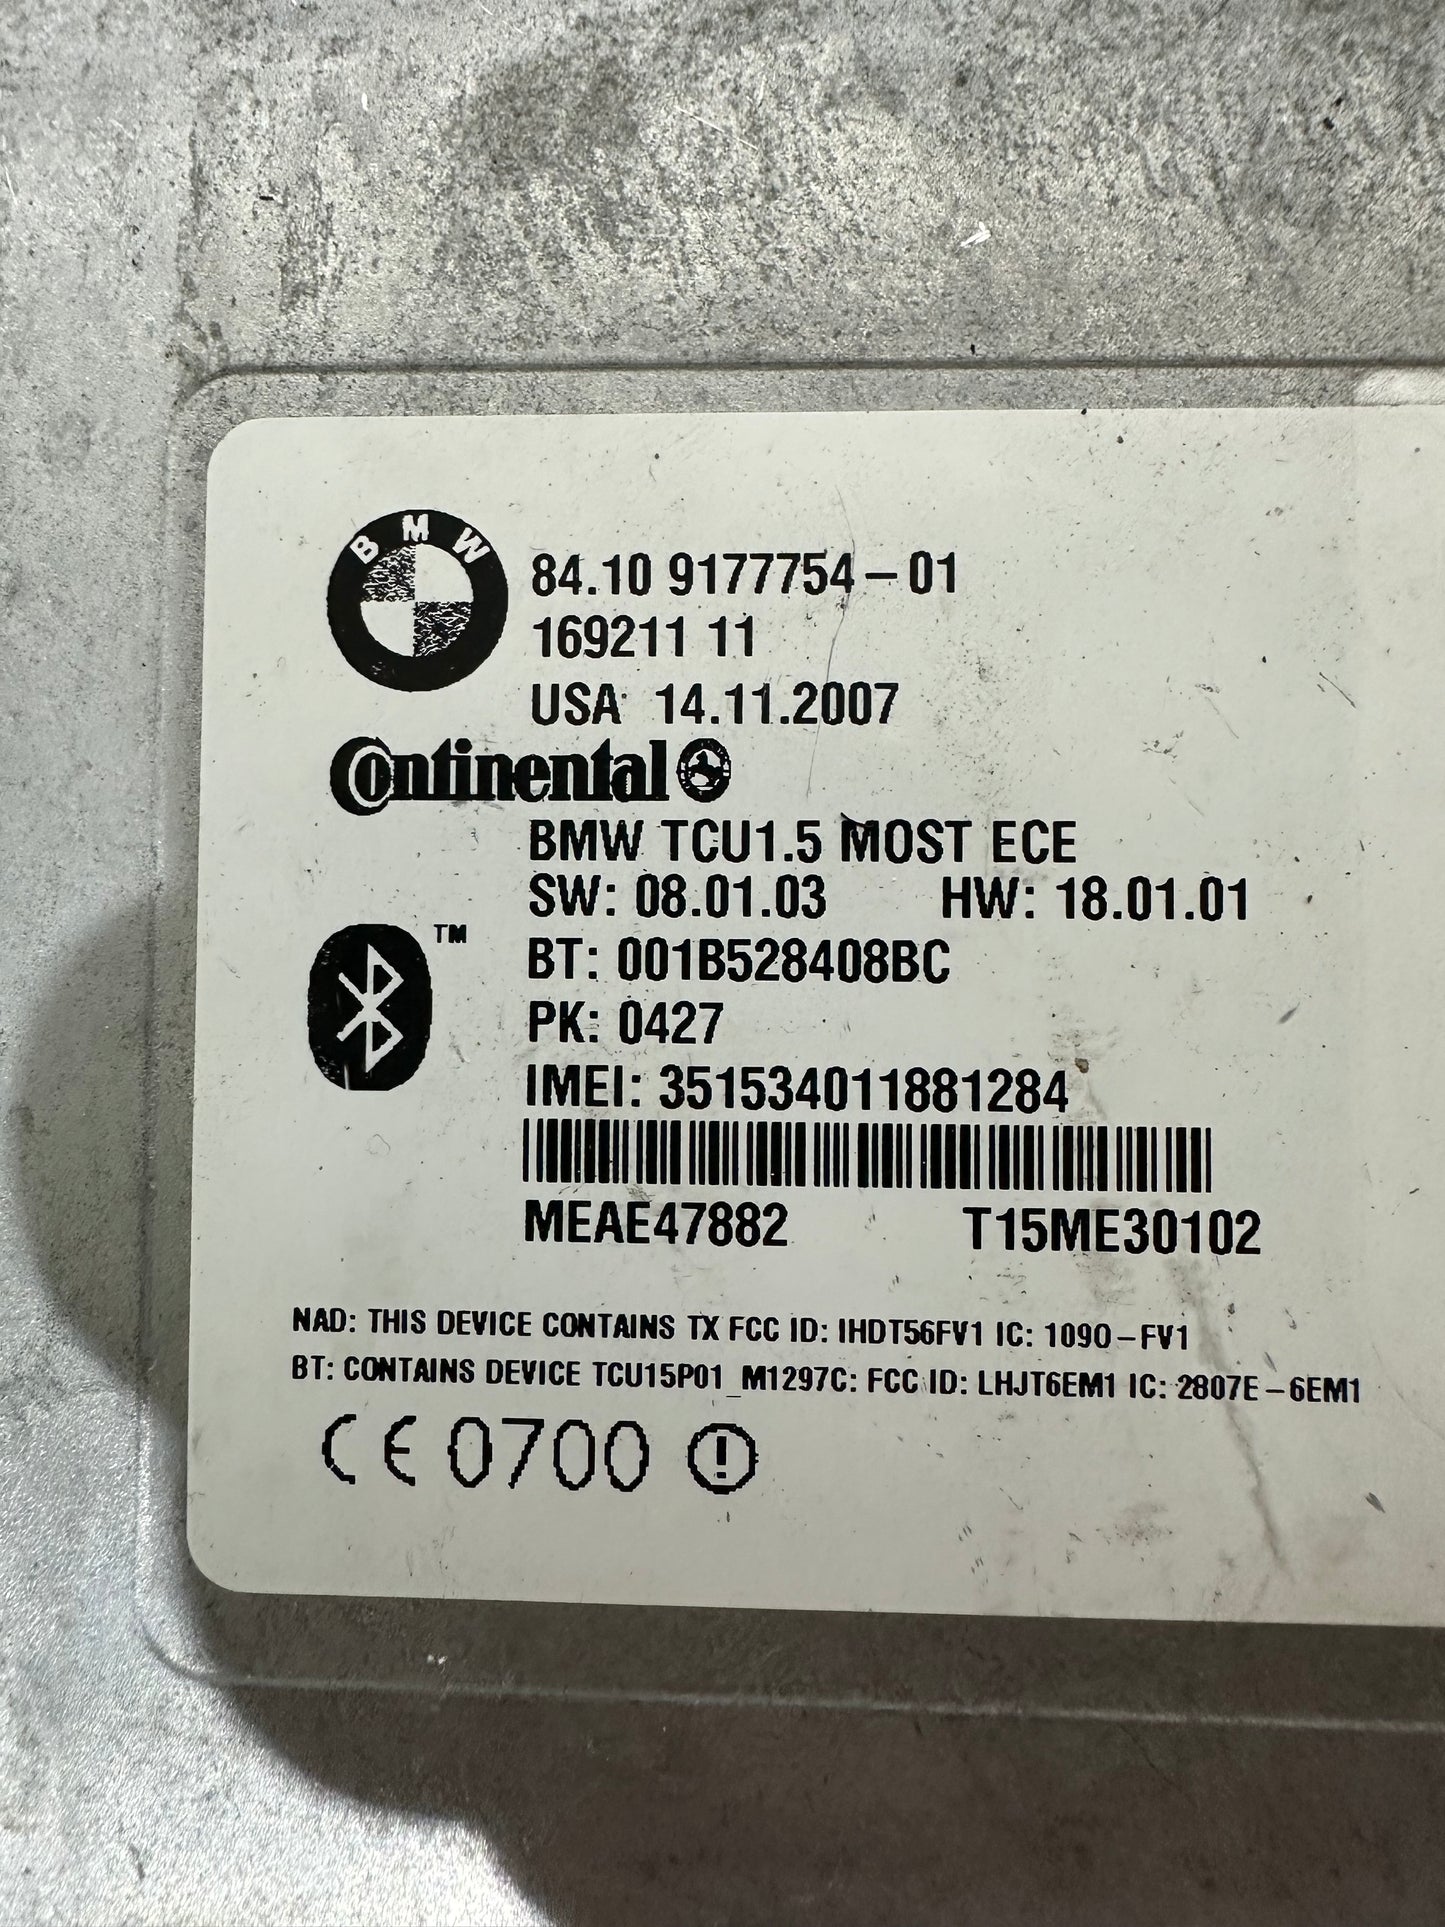 BMW
84.10 9177754-01
169211 11
USA 14.11.2007
Continental
BMW TCU1.5 MOST ECE
SW: 08.01.03 HW: 18.01.01
BT: 001B528408BC
TM
PK: 0427
IMEI: 351534011881284
MEAE47882 T15ME30102
NAD: THIS DEVICE CONTAINS TX FCC ID: IHDT56FV1 IC: 1090-FV1
BT: CONTAINS DEVICE TCU15P01_M1297C: FCC ID: LHJT6EM1 IC: 2807E-6EM1
CE 0700 !